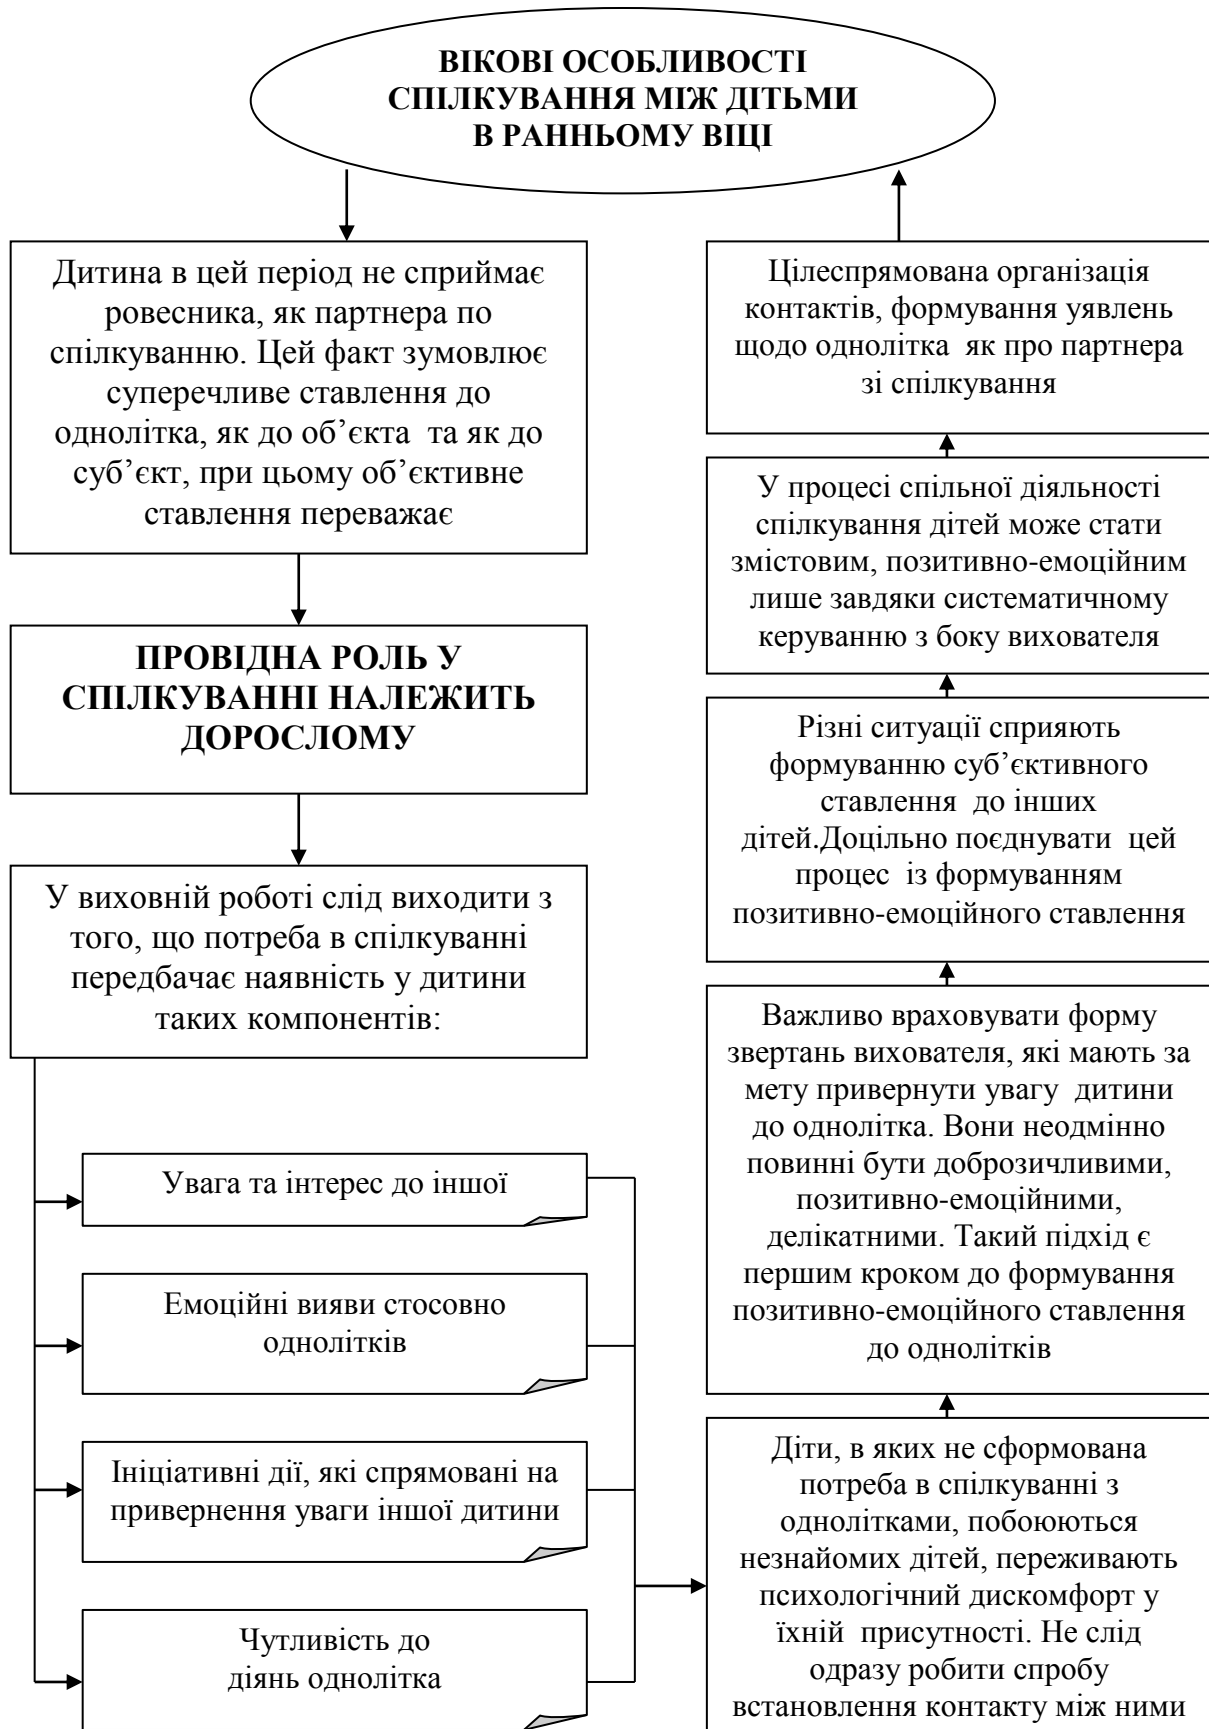 ВІКОВІ ОСОБЛИВОСТІ
СПІЛКУВАННЯ МІЖ ДІТЬМИ
В РАННЬОМУ ВІЦІ
Дитина в цей період не сприймає
ровесника, як партнера по
спілкуванню. Цей факт зумовлює
суперечливе ставлення до
однолітка, як до об’єкта та як до
суб’єкт, при цьому об’єктивне
ставлення переважає
ПРОВІДНА РОЛЬ У
СПІЛКУВАННІ НАЛЕЖИТЬ
ДОРОСЛОМУ
У виховній роботі слід виходити з
того, що потреба в спілкуванні
передбачає наявність у дитини
таких компонентів:
Увага та інтерес до іншої
Емоційні вияви стосовно
однолітків
Ініціативні дії, які спрямовані на
привернення уваги іншої дитини
Чутливість до
діянь однолітка
Діти, в яких не сформована
потреба в спілкуванні з
однолітками, побоюються
незнайомих дітей, переживають
психологічний дискомфорт у
їхній присутності. Не слід
одразу робити спробу
встановлення контакту між ними
Важливо враховувати форму
звертань вихователя, які мають за
мету привернути увагу дитини
до однолітка. Вони неодмінно
повинні бути доброзичливими,
позитивно-емоційними,
делікатними. Такий підхід є
першим кроком до формування
позитивно-емоційного ставлення
до однолітків
Різні ситуації сприяють
формуванню суб’єктивного
ставлення до інших
дітей.Доцільно поєднувати цей
процес із формуванням
позитивно-емоційного ставлення
У процесі спільної діяльності
спілкування дітей може стати
змістовим, позитивно-емоційним
лише завдяки систематичному
керуванню з боку вихователя
Цілеспрямована організація
контактів, формування уявлень
щодо однолітка як про партнера
зі спілкування